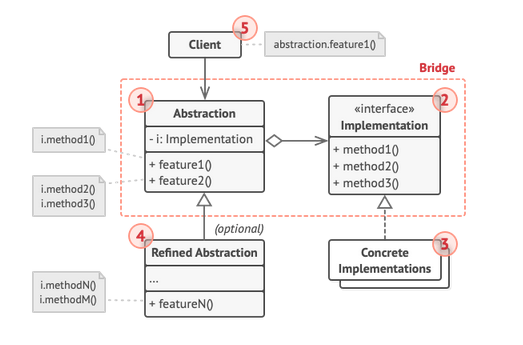 5
Client
abstraction.feature1()
Bridge
1
Abstraction
- i: Implementation
+ feature1()
+ feature2()
2
«interface»
Implementation
+ method1()
+ method2()
+ method3()
i.method1()
i.method2()
i.method3()
4
(optional)
Refined Abstraction
...
+ featureN()
3
Concrete
Implementations
i.methodN()
i.methodM()